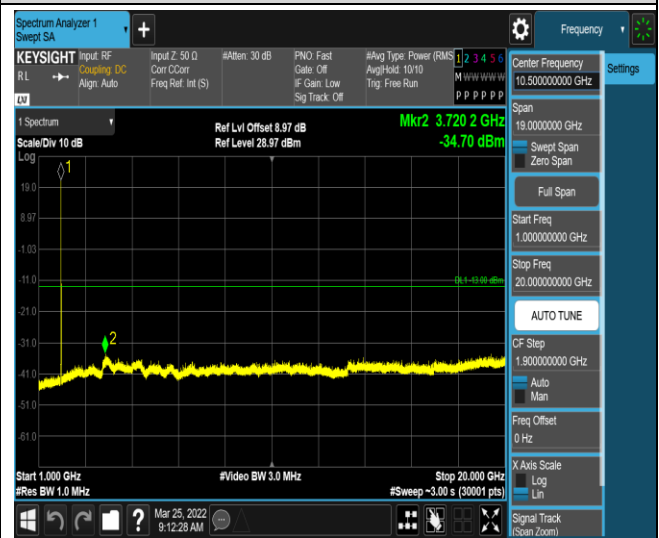 Spectrum Analyzer 1
Swept SA
+
Frequency
KEYSIGHT
RL
LXI
Input: RF
Coupling: DC
Align: Auto
Input Z: 50 Ω
Corr CCorr
Freq Ref: Int (S)
#Atten: 30 dB
PNO: Fast
Gate: Off
IF Gain: Low
Sig Track: Off
#Avg Type: Power (RMS
Avg|Hold: 10/10
Trig: Free Run
1 2 3 4 5 6
M W W W W W
P P P P P P
1 Spectrum
Scale/Div 10 dB
Log
Ref Lvl Offset 8.97 dB
Ref Level 28.97 dBm
Mkr2 3.720 2 GHz
-34.70 dBm
1
19.0
8.97
-1.03
-11.0
DL1 -13.00 dBm
-21.0
-31.0
2
-41.0
-51.0
-61.0
Start 1.000 GHz
#Res BW 1.0 MHz
#Video BW 3.0 MHz
Stop 20.000 GHz
#Sweep ~3.00 s (30001 pts)
?
Mar 25, 2022
9:12:28 AM
Center Frequency
10.500000000 GHz
Span
19.0000000 GHz
Swept Span
Zero Span
Full Span
Start Freq
1.000000000 GHz
Stop Freq
20.000000000 GHz
AUTO TUNE
CF Step
1.900000000 GHz
Auto
Man
Freq Offset
0 Hz
X Axis Scale
Log
Lin
Signal Track
(Span Zoom)
Settings